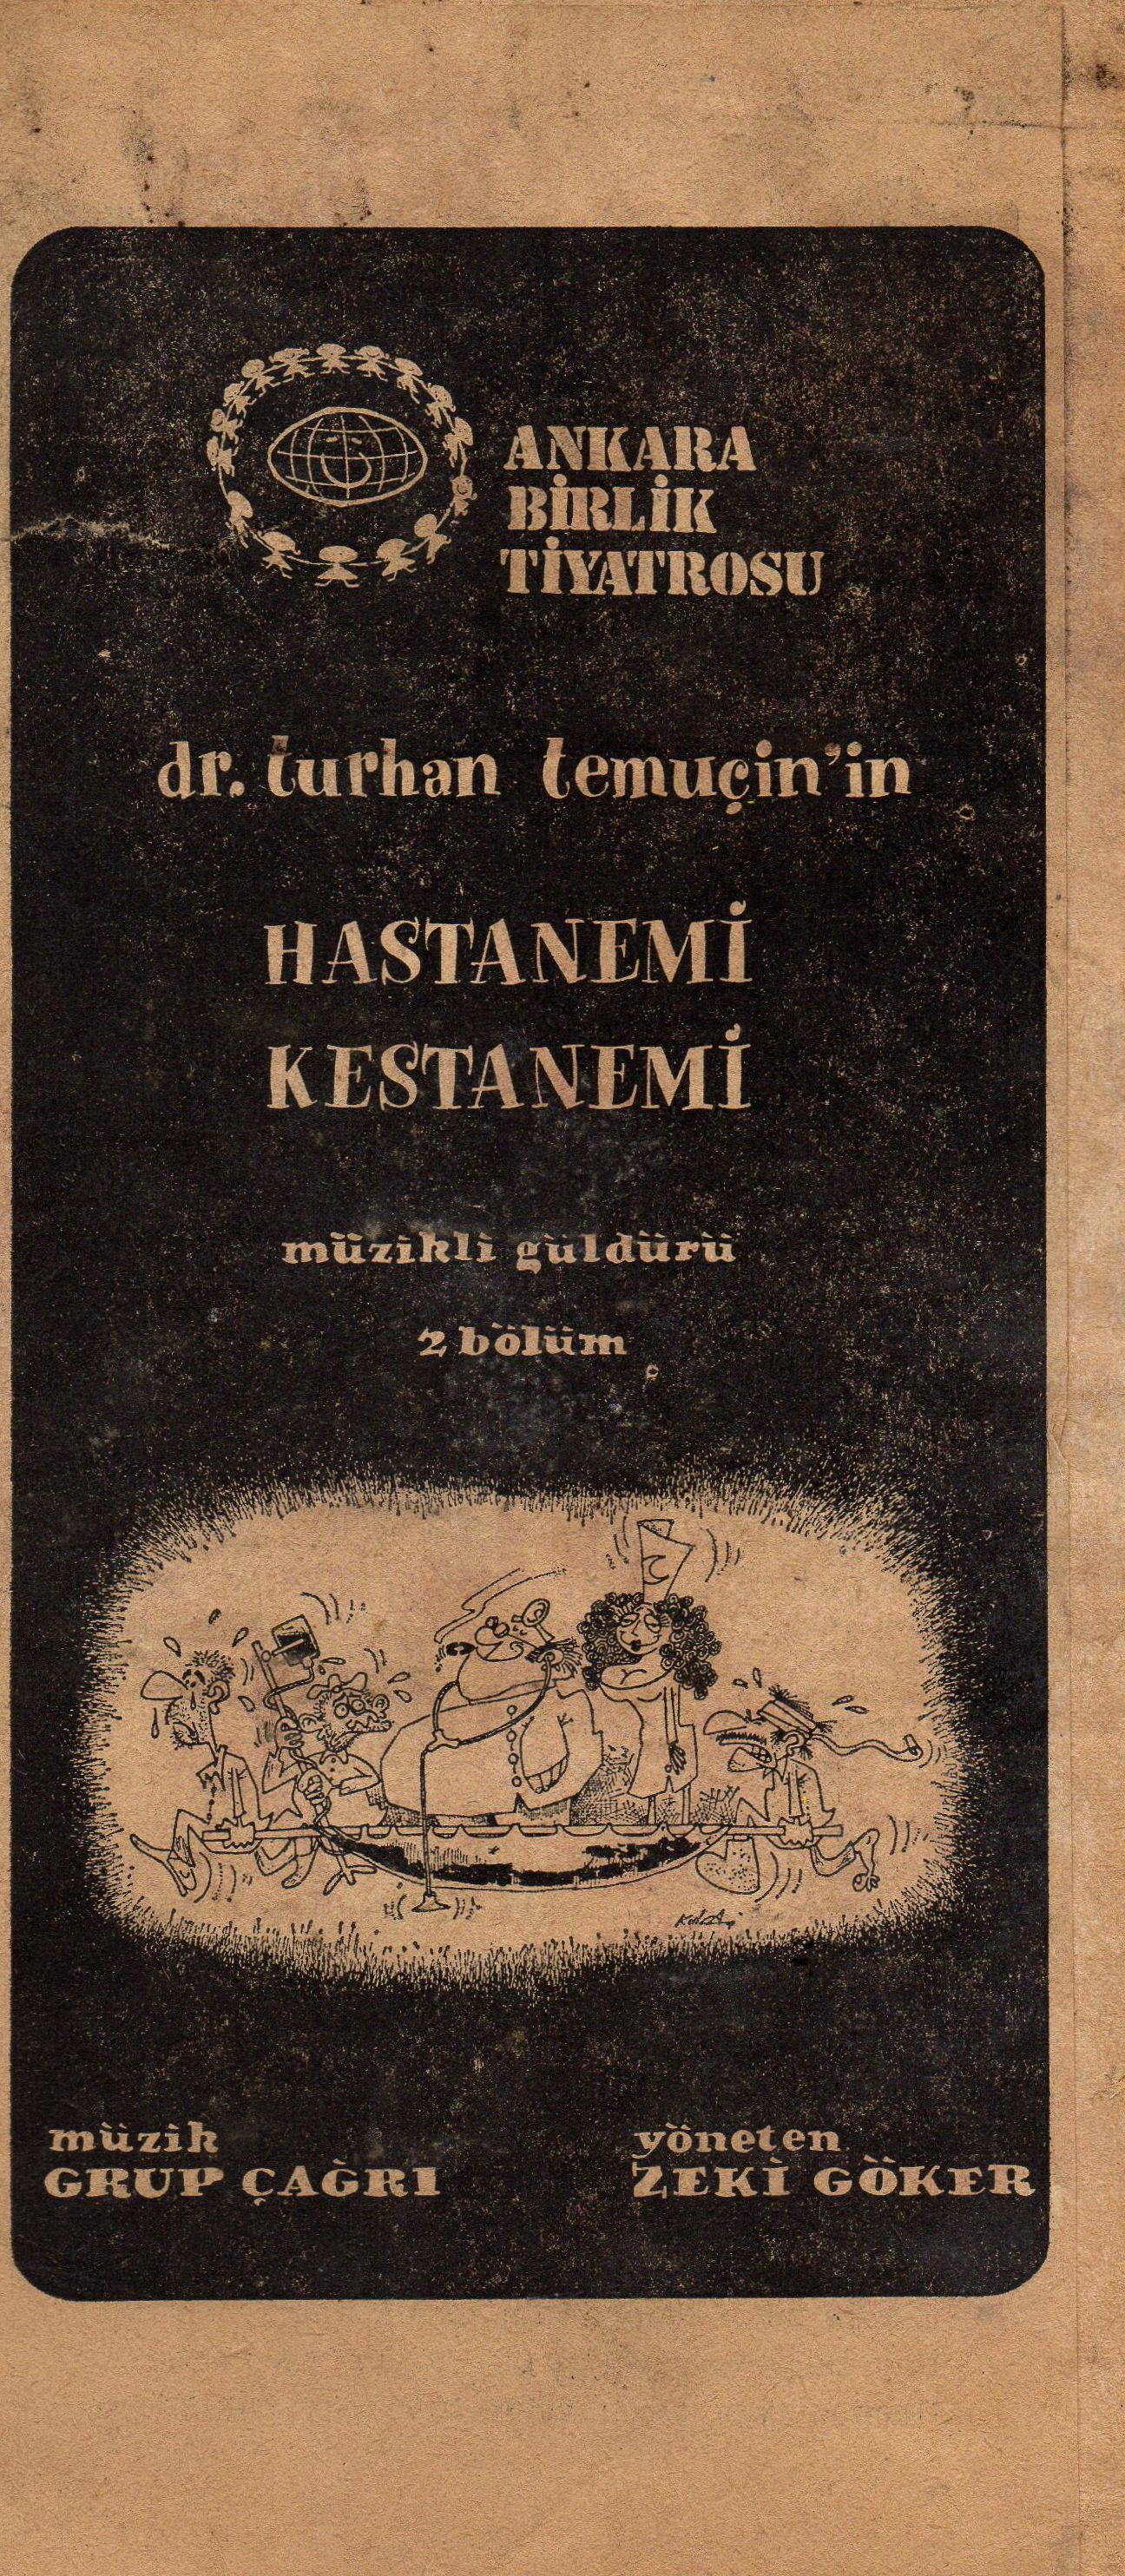 ANKARA
BİRLİK
TİYATROSU
dr. turhan temuçin'in
HASTANEMİ
KESTANEMİ
müzikli güldürü
2 bölüm
müzik
GRUP ÇAĞRI
yöneten
ZEKİ GÖKER